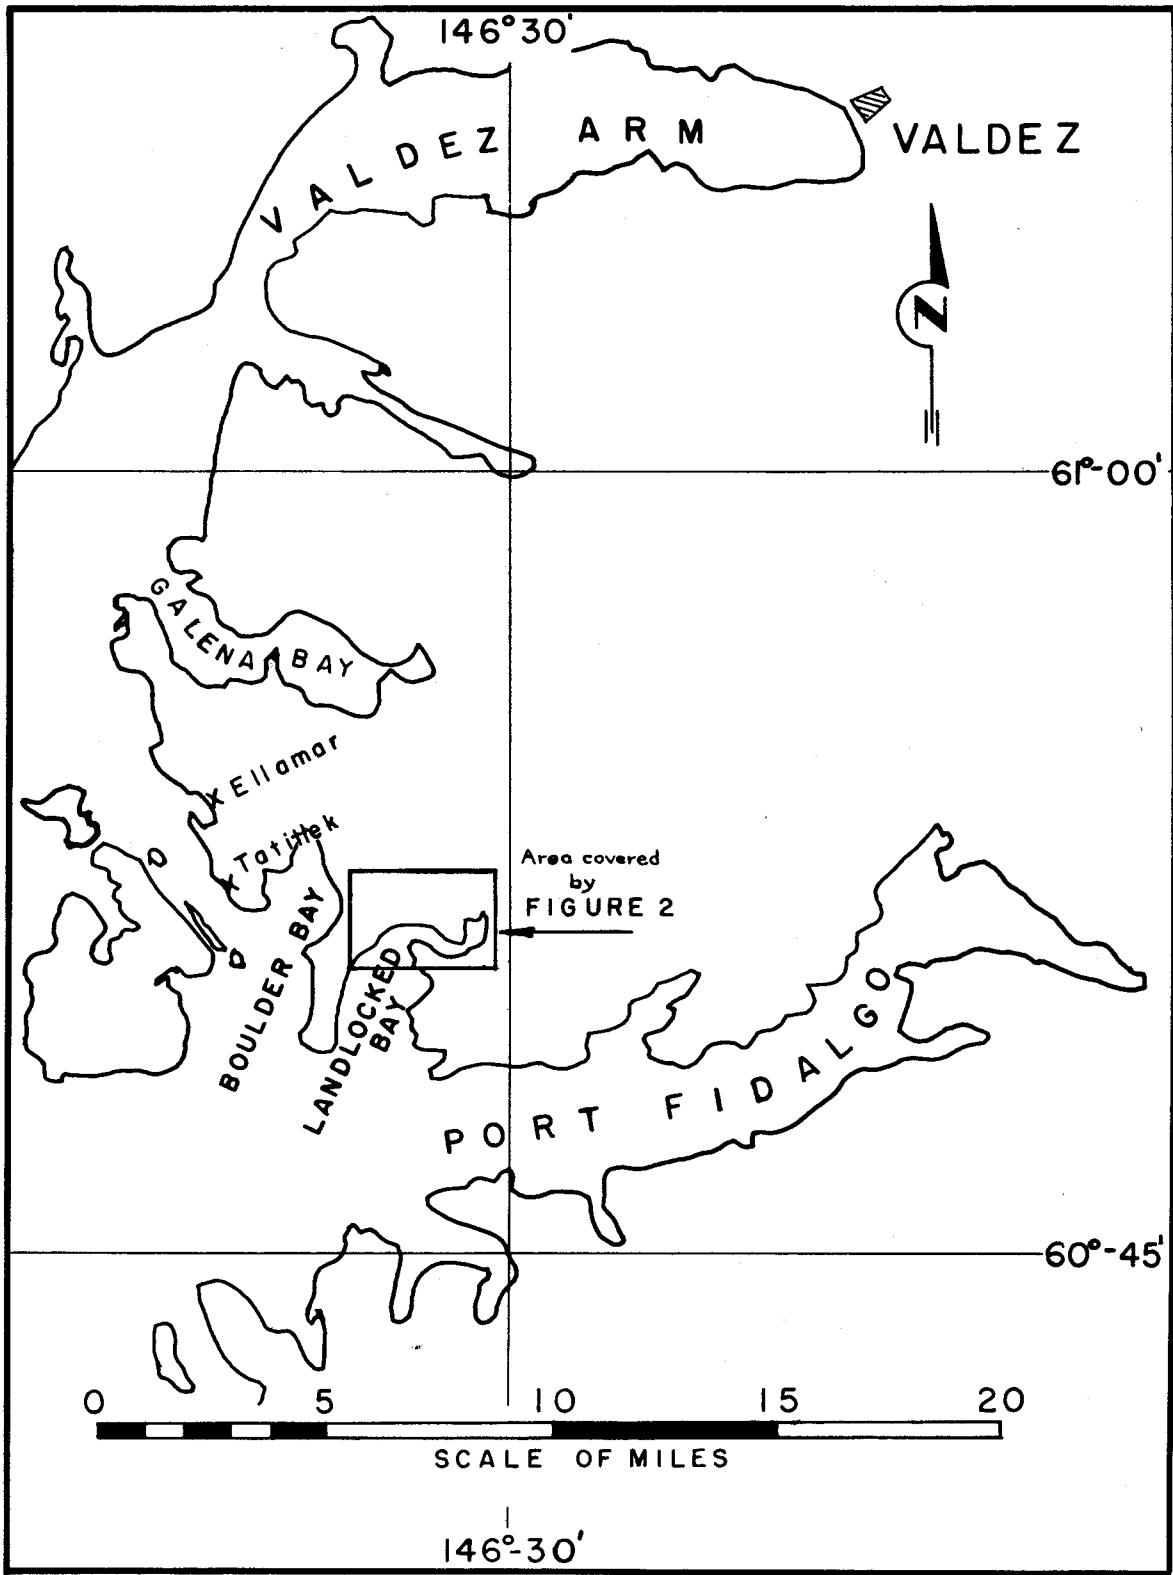 146°30'
VALDEZ ARM
VALDEZ
N
61°-00'
GALENA BAY
Ellamar
Tatitlek
Area covered
by
FIGURE 2
BOULDER BAY
LANDLOCKED
BAY
PORT FIDALGO
60°-45'
0 5 10 15 20
SCALE OF MILES
146°-30'